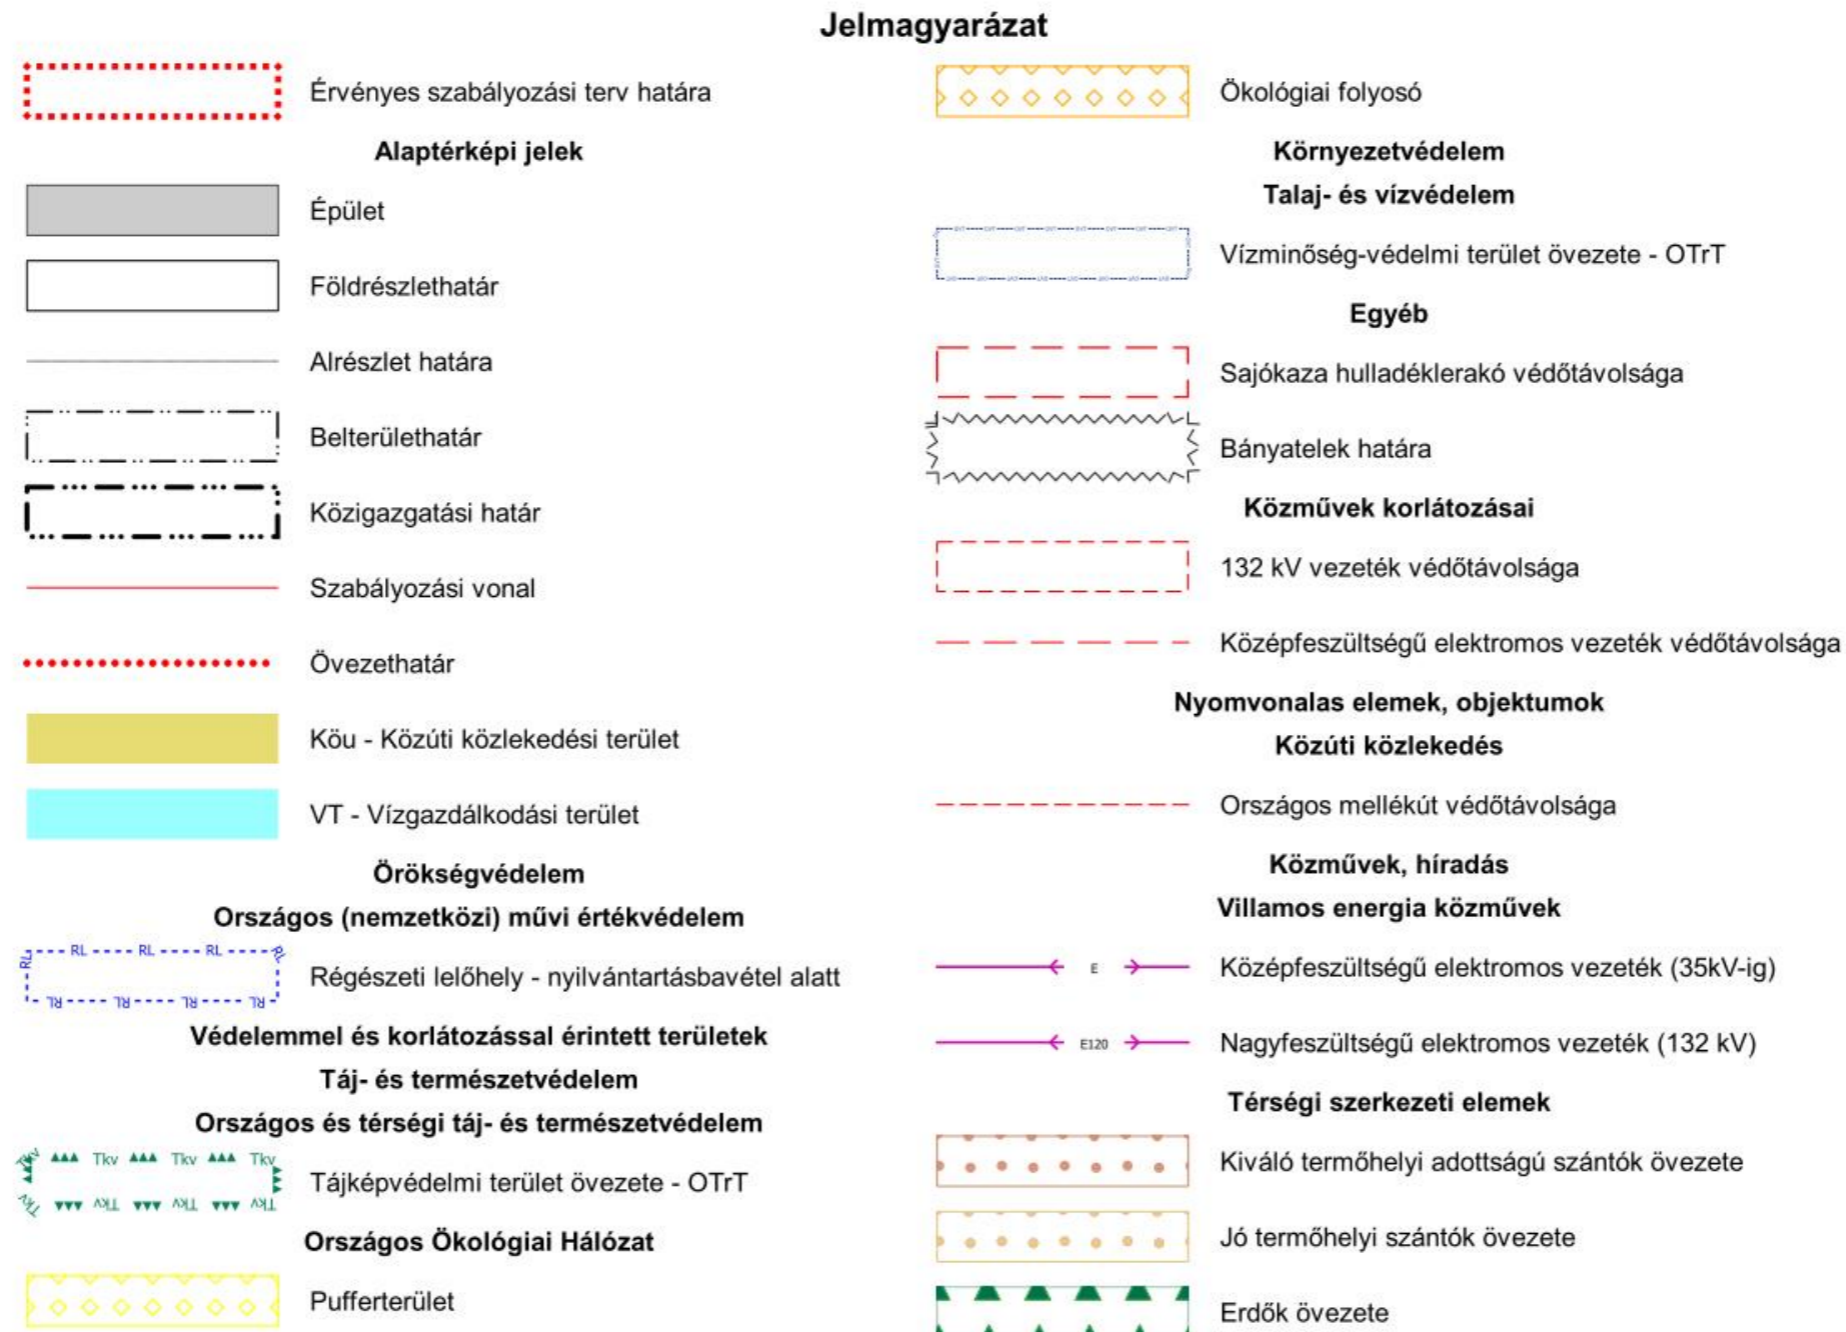 Jelmagyarázat
Érvényes szabályozási terv határa
Alaptérképi jelek
Épület
Földrészlethatár
Alrészlet határa
Belterülethatár
Közigazgatási határ
Szabályozási vonal
Övezethatár
Köu - Közúti közlekedési terület
VT - Vízgazdálkodási terület
Örökségvédelem
Országos (nemzetközi) művi értékvédelem
RL RL RL RL RL
Régészeti lelőhely - nyilvántartásbavétel alatt
RL RL RL RL
Védelemmel és korlátozással érintett területek
Táj- és természetvédelem
Országos és térségi táj- és természetvédelem
Tkv Tkv Tkv Tkv
Tájképvédelmi terület övezete - OTrT
Tkv Tkv Tkv Tkv
Országos Ökológiai Hálózat
Pufferterület
Ökológiai folyosó
Környezetvédelem
Talaj- és vízvédelem
Vízminőség-védelmi terület övezete - OTrT
Egyéb
Sajókaza hulladéklerakó védőtávolsága
Bányatelek határa
Közművek korlátozásai
132 kV vezeték védőtávolsága
Középfeszültségű elektromos vezeték védőtávolsága
Nyomvonalas elemek, objektumok
Közúti közlekedés
Országos mellékút védőtávolsága
Közművek, híradás
Villamos energia közművek
E
Középfeszültségű elektromos vezeték (35kV-ig)
E120
Nagyfeszültségű elektromos vezeték (132 kV)
Térségi szerkezeti elemek
Kiváló termőhelyi adottságú szántók övezete
Jó termőhelyi szántók övezete
Erdők övezete